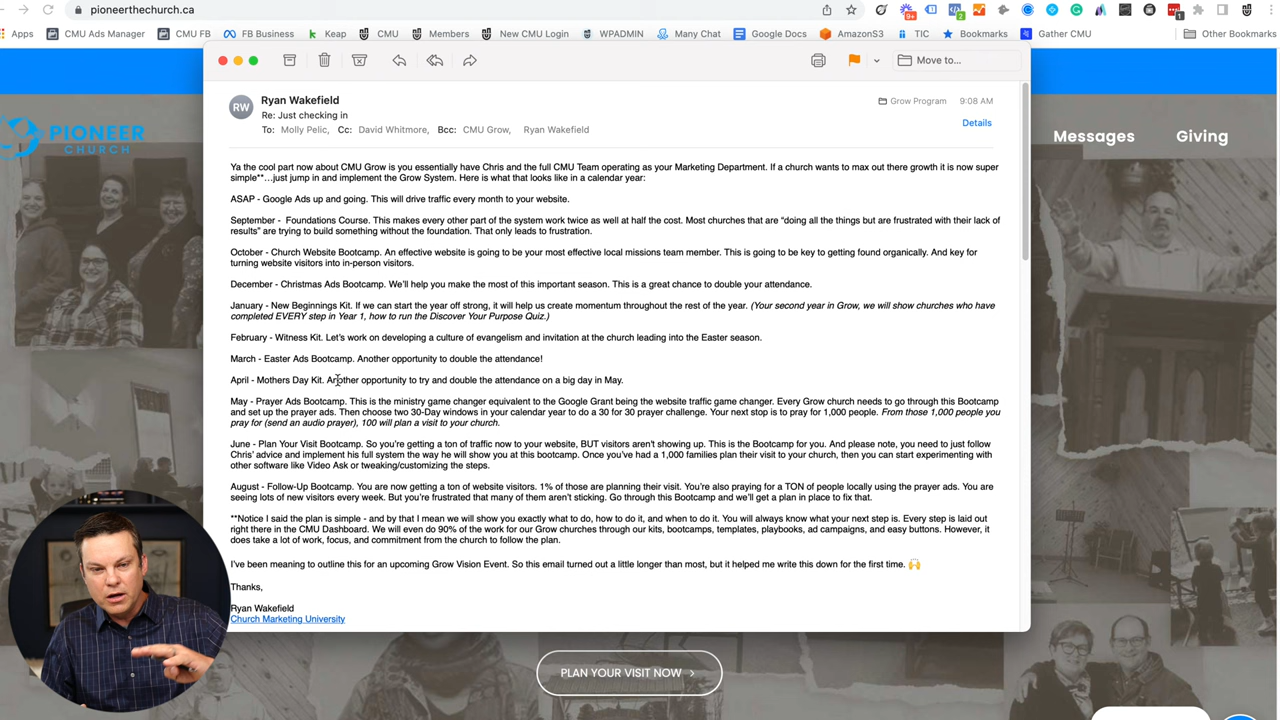 pioneerthechurch.ca
9+
2
1
Apps CMU Ads Manager CMU FB FB Business Keap CMU Members New CMU Login WPADMIN Many Chat Google Docs AmazonS3 TIC Bookmarks Gather CMU Other Bookmarks
Move to...
RW
Ryan Wakefield
Grow Program 9:08 AM
Re: Just checking in
Details
To: Molly Pelic, Cc: David Whitmore, Bcc: CMU Grow, Ryan Wakefield
PIONEER
CHURCH
Messages Giving
Ya the cool part now about CMU Grow is you essentially have Chris and the full CMU Team operating as your Marketing Department. If a church wants to max out there growth it is now super
simple**...just jump in and implement the Grow System. Here is what that looks like in a calendar year:
ASAP - Google Ads up and going. This will drive traffic every month to your website.
September - Foundations Course. This makes every other part of the system work twice as well at half the cost. Most churches that are “doing all the things but are frustrated with their lack of
results” are trying to build something without the foundation. That only leads to frustration.
October - Church Website Bootcamp. An effective website is going to be your most effective local missions team member. This is going to be key to getting found organically. And key for
turning website visitors into in-person visitors.
December - Christmas Ads Bootcamp. We’ll help you make the most of this important season. This is a great chance to double your attendance.
January - New Beginnings Kit. If we can start the year off strong, it will help us create momentum throughout the rest of the year. (Your second year in Grow, we will show churches who have
completed EVERY step in Year 1, how to run the Discover Your Purpose Quiz.)
February - Witness Kit. Let’s work on developing a culture of evangelism and invitation at the church leading into the Easter season.
March - Easter Ads Bootcamp. Another opportunity to double the attendance!
April - Mothers Day Kit. Another opportunity to try and double the attendance on a big day in May.
May - Prayer Ads Bootcamp. This is the ministry game changer equivalent to the Google Grant being the website traffic game changer. Every Grow church needs to go through this Bootcamp
and set up the prayer ads. Then choose two 30-Day windows in your calendar year to do a 30 for 30 prayer challenge. Your next stop is to pray for 1,000 people. From those 1,000 people you
pray for (send an audio prayer), 100 will plan a visit to your church.
June - Plan Your Visit Bootcamp. So you’re getting a ton of traffic now to your website, BUT visitors aren’t showing up. This is the Bootcamp for you. And please note, you need to just follow
Chris’ advice and implement his full system the way he will show you at this bootcamp. Once you’ve had a 1,000 families plan their visit to your church, then you can start experimenting with
other software like Video Ask or tweaking/customizing the steps.
August - Follow-Up Bootcamp. You are now getting a ton of website visitors. 1% of those are planning their visit. You’re also praying for a TON of people locally using the prayer ads. You are
seeing lots of new visitors every week. But you’re frustrated that many of them aren’t sticking. Go through this Bootcamp and we’ll get a plan in place to fix that.
**Notice I said the plan is simple - and by that I mean we will show you exactly what to do, how to do it, and when to do it. You will always know what your next step is. Every step is laid out
right there in the CMU Dashboard. We will even do 90% of the work for our Grow churches through our kits, bootcamps, templates, playbooks, ad campaigns, and easy buttons. However, it
does take a lot of work, focus, and commitment from the church to follow the plan.
I’ve been meaning to outline this for an upcoming Grow Vision Event. So this email turned out a little longer than most, but it helped me write this down for the first time. 🙌
Thanks,
Ryan Wakefield
Church Marketing University
PLAN YOUR VISIT NOW >